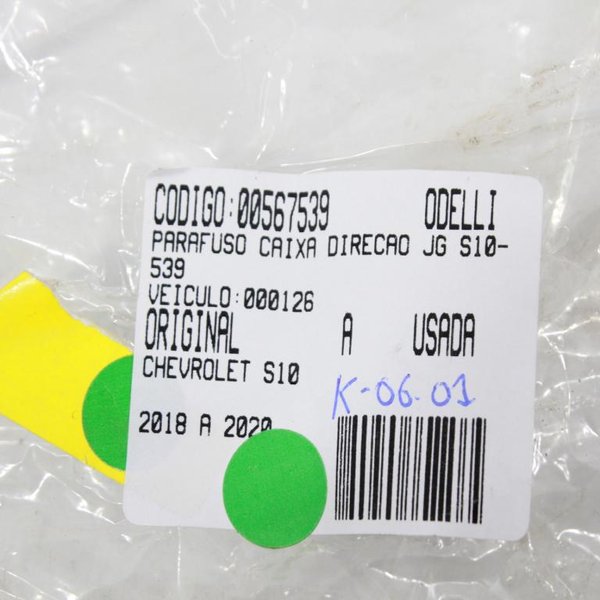 CODIGO:00567539 ODELLI
PARAFUSO CAIXA DIRECAO JG S10-
539
VEICULO:000126
ORIGINAL A USADA
CHEVROLET S10
K-06.01
2018 A 2020